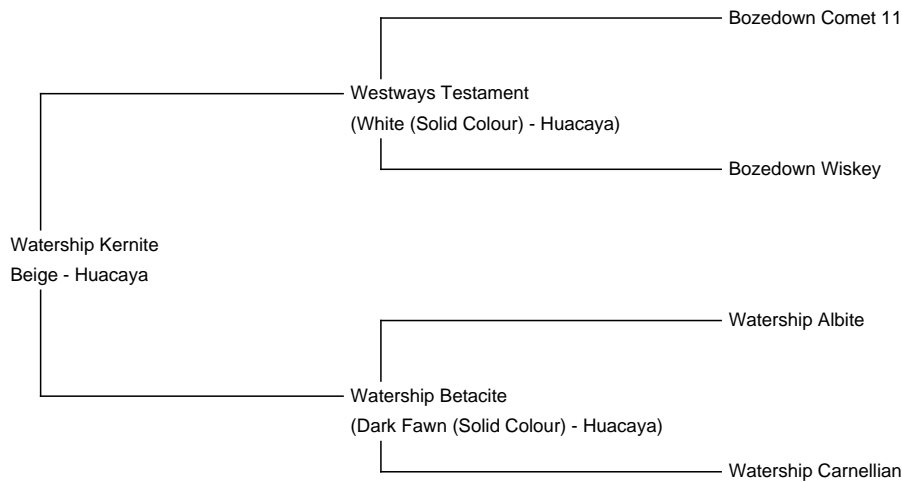 Bozedown Comet 11
Westways Testament
(White (Solid Colour) - Huacaya)
Bozedown Wiskey
Watership Kernite
Beige - Huacaya
Watership Albite
Watership Betacite
(Dark Fawn (Solid Colour) - Huacaya)
Watership Carnellian